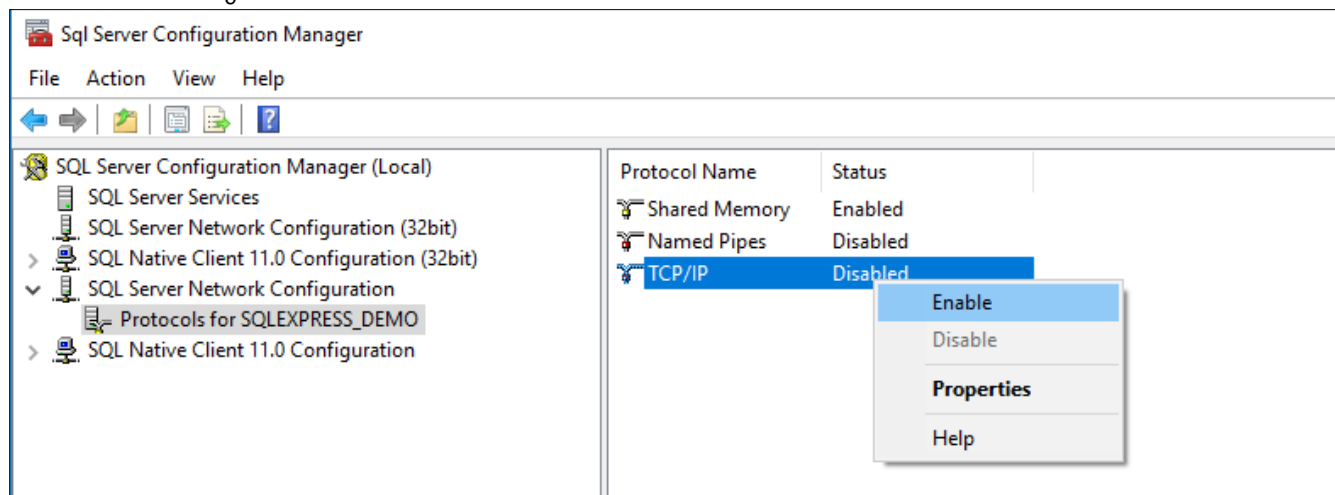 Sql Server Configuration Manager
File Action View Help
SQL Server Configuration Manager (Local)
SQL Server Services
SQL Server Network Configuration (32bit)
SQL Native Client 11.0 Configuration (32bit)
SQL Server Network Configuration
Protocols for SQLEXPRESS_DEMO
SQL Native Client 11.0 Configuration
Protocol Name Status
Shared Memory Enabled
Named Pipes Disabled
TCP/IP Disabled
Enable
Disable
Properties
Help